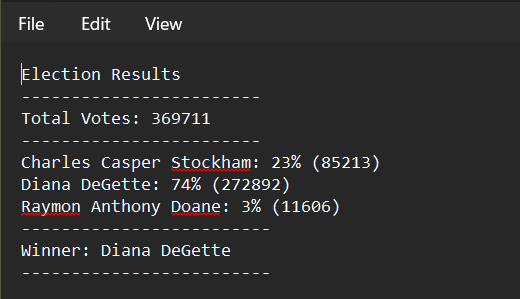 File Edit View
Election Results
-------------------------
Total Votes: 369711
-------------------------
Charles Casper Stockham: 23% (85213)
Diana DeGette: 74% (272892)
Raymon Anthony Doane: 3% (11606)
--------------------------
Winner: Diana DeGette
--------------------------